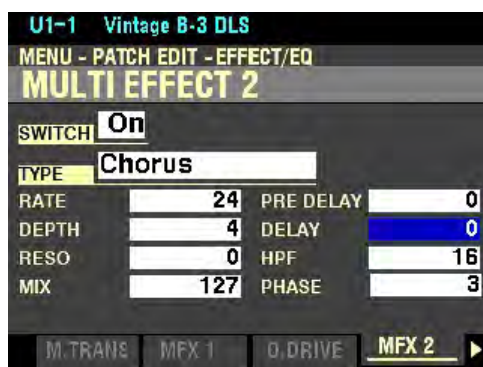 U1-1 Vintage B-3 DLS
MENU - PATCH EDIT - EFFECT/EQ
MULTI EFFECT 2
SWITCH On
TYPE Chorus
RATE 24 PRE DELAY 0
DEPTH 4 DELAY 0
RESO 0 HPF 16
MIX 127 PHASE 3
M.TRANS MFX 1 O.DRIVE MFX 2